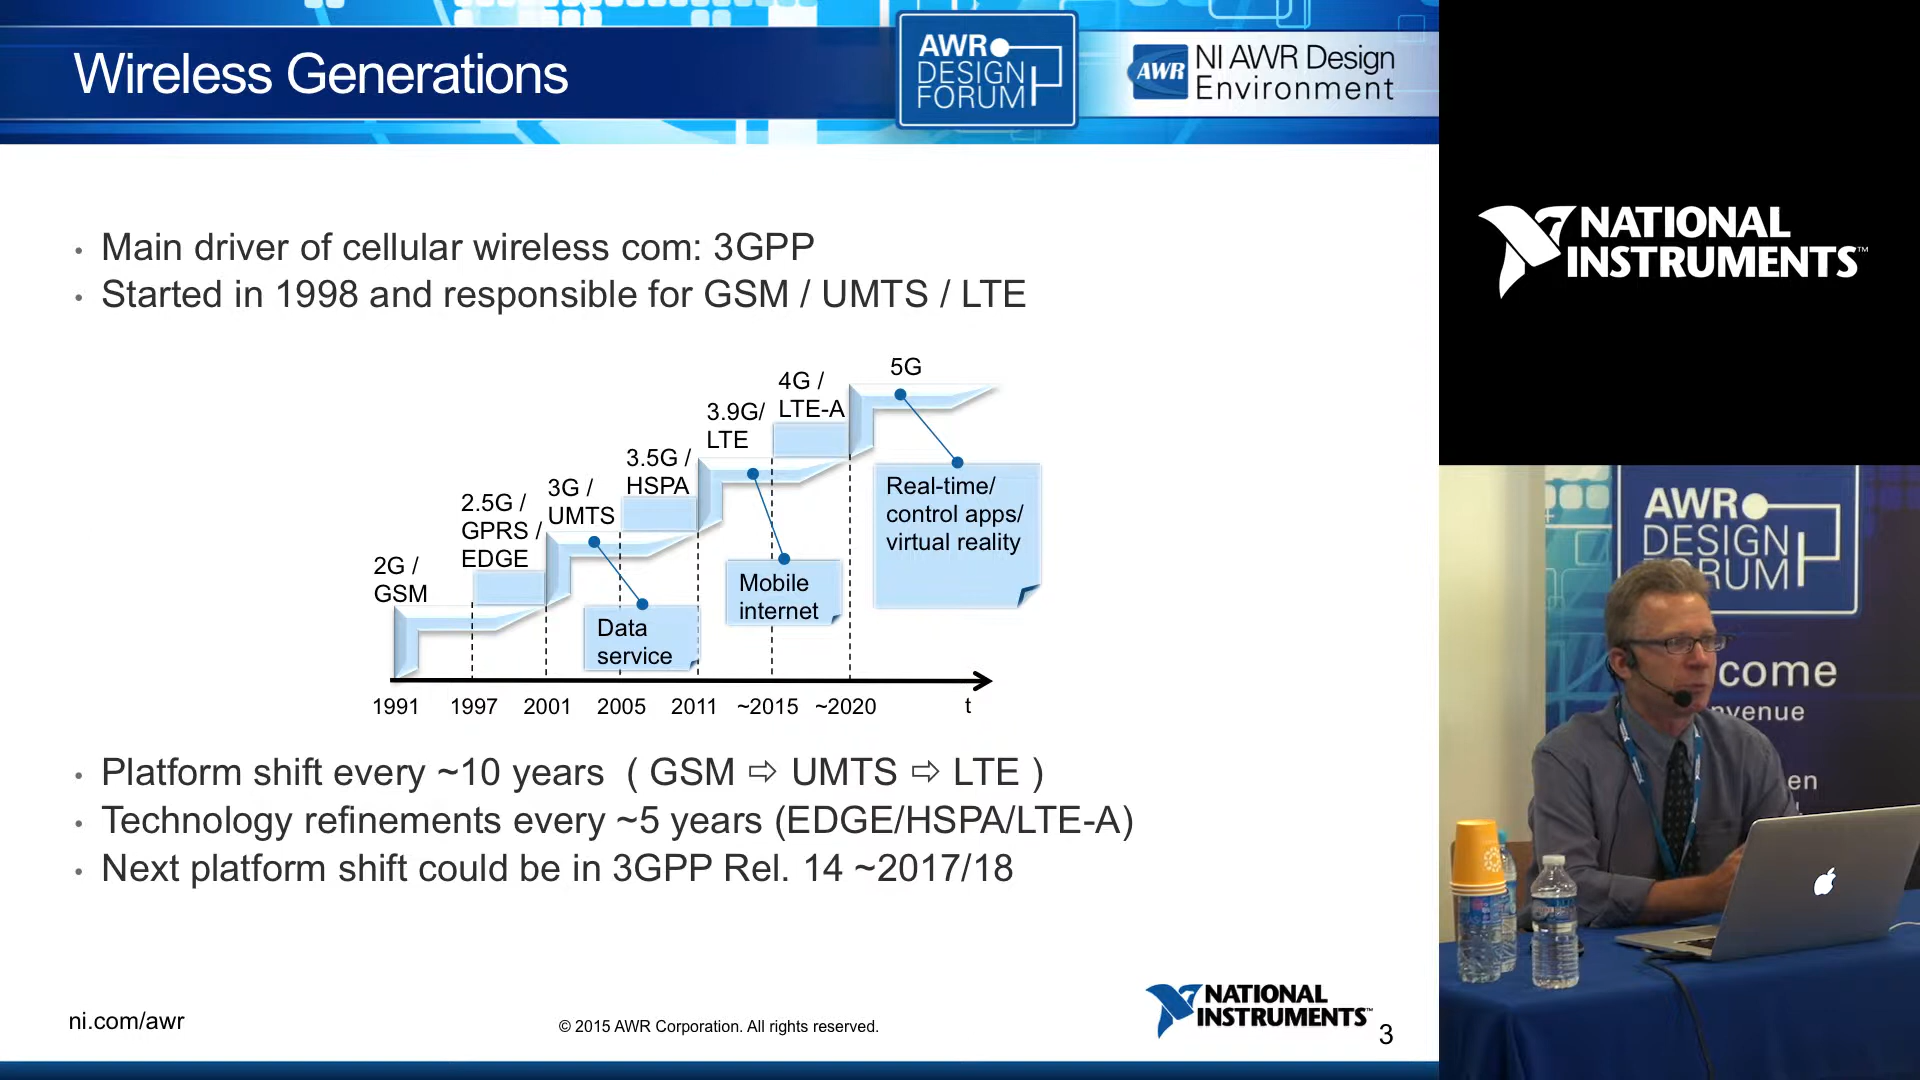 Wireless Generations
AWR
DESIGN
FORUM
AWR
NI AWR Design
Environment
• Main driver of cellular wireless com: 3GPP
• Started in 1998 and responsible for GSM / UMTS / LTE
5G
4G /
LTE-A
3.9G/
LTE
3.5G /
HSPA
3G /
UMTS
2.5G /
GPRS /
EDGE
2G /
GSM
Real-time/
control apps/
virtual reality
Mobile
internet
Data
service
1991 1997 2001 2005 2011 ~2015 ~2020 t
• Platform shift every ~10 years ( GSM ⇨ UMTS ⇨ LTE )
• Technology refinements every ~5 years (EDGE/HSPA/LTE-A)
• Next platform shift could be in 3GPP Rel. 14 ~2017/18
ni.com/awr
© 2015 AWR Corporation. All rights reserved.
NATIONAL
INSTRUMENTS™
3
NATIONAL
INSTRUMENTS™
AWR
DESIGN
FORUM
come
nvenue
en